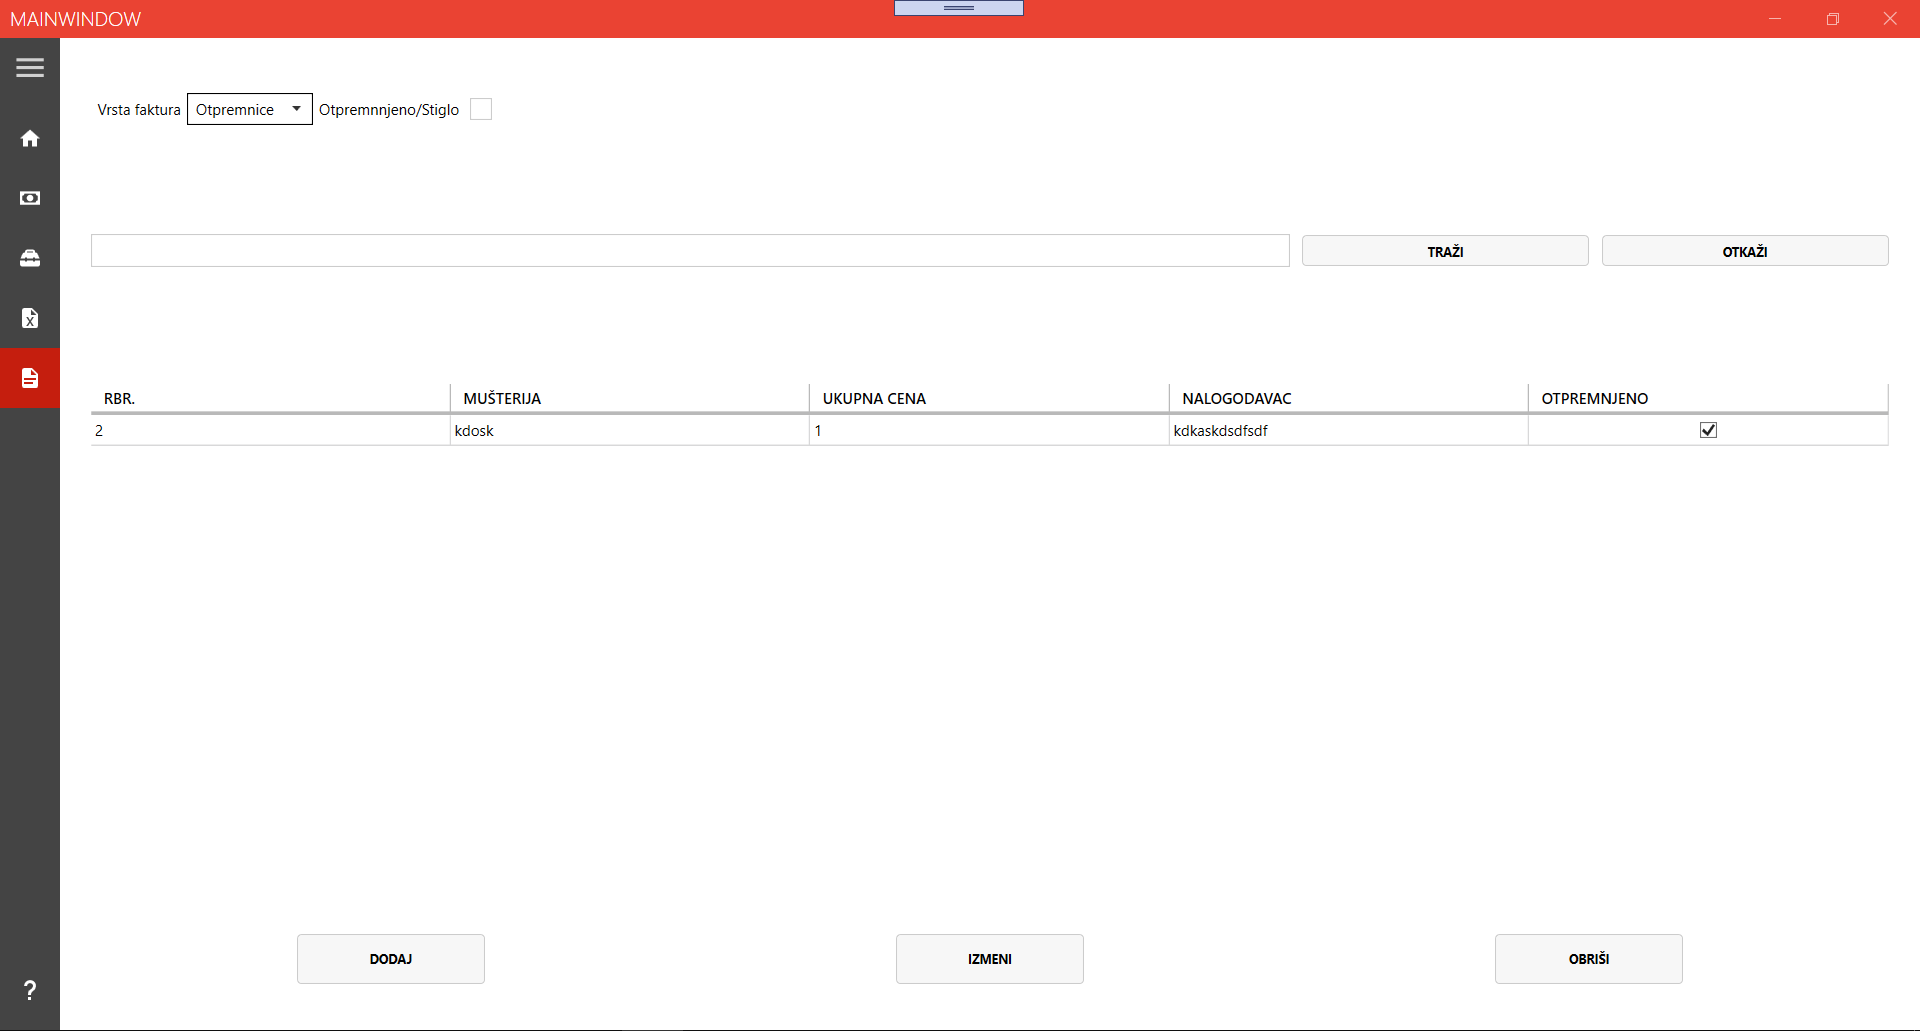 MAINWINDOW
Vrsta faktura Otpremnice Otpremnnjeno/Stiglo
TRAŽI OTKAŽI
RBR. MUŠTERIJA UKUPNA CENA NALOGODAVAC OTPREMNJENO
2 kdosk 1 kdkaskdsdfsdf
DODAJ IZMENI OBRIŠI